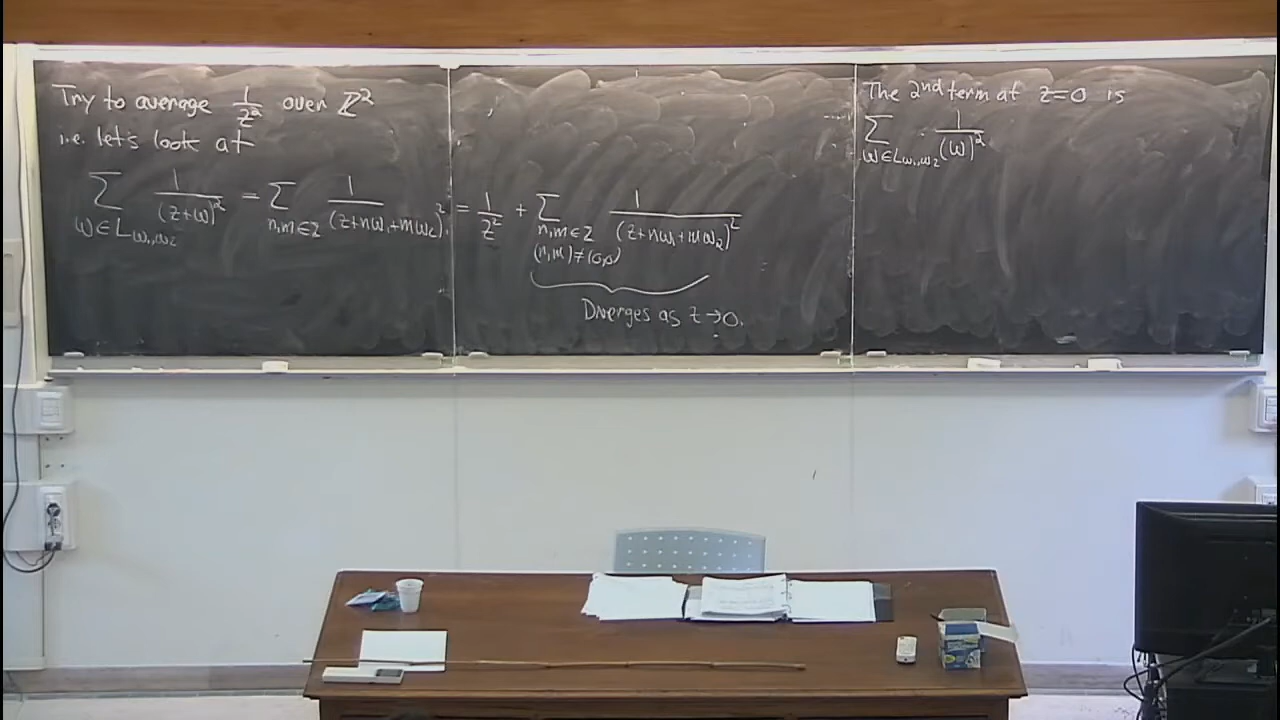 Try to average 1/z² over ℤ²
i.e. let's look at
∑_{ω∈L_{ω₁,ω₂}} 1/(z+ω)² = ∑_{n,m∈ℤ} 1/(z+nω₁+mω₂)² = 1/z² + ∑_{n,m∈ℤ (n,m)≠(0,0)} 1/(z+nω₁+mω₂)²
Diverges as z→0.
The 2nd term at z=0 is
∑_{ω∈L_{ω₁,ω₂}} 1/(ω)²